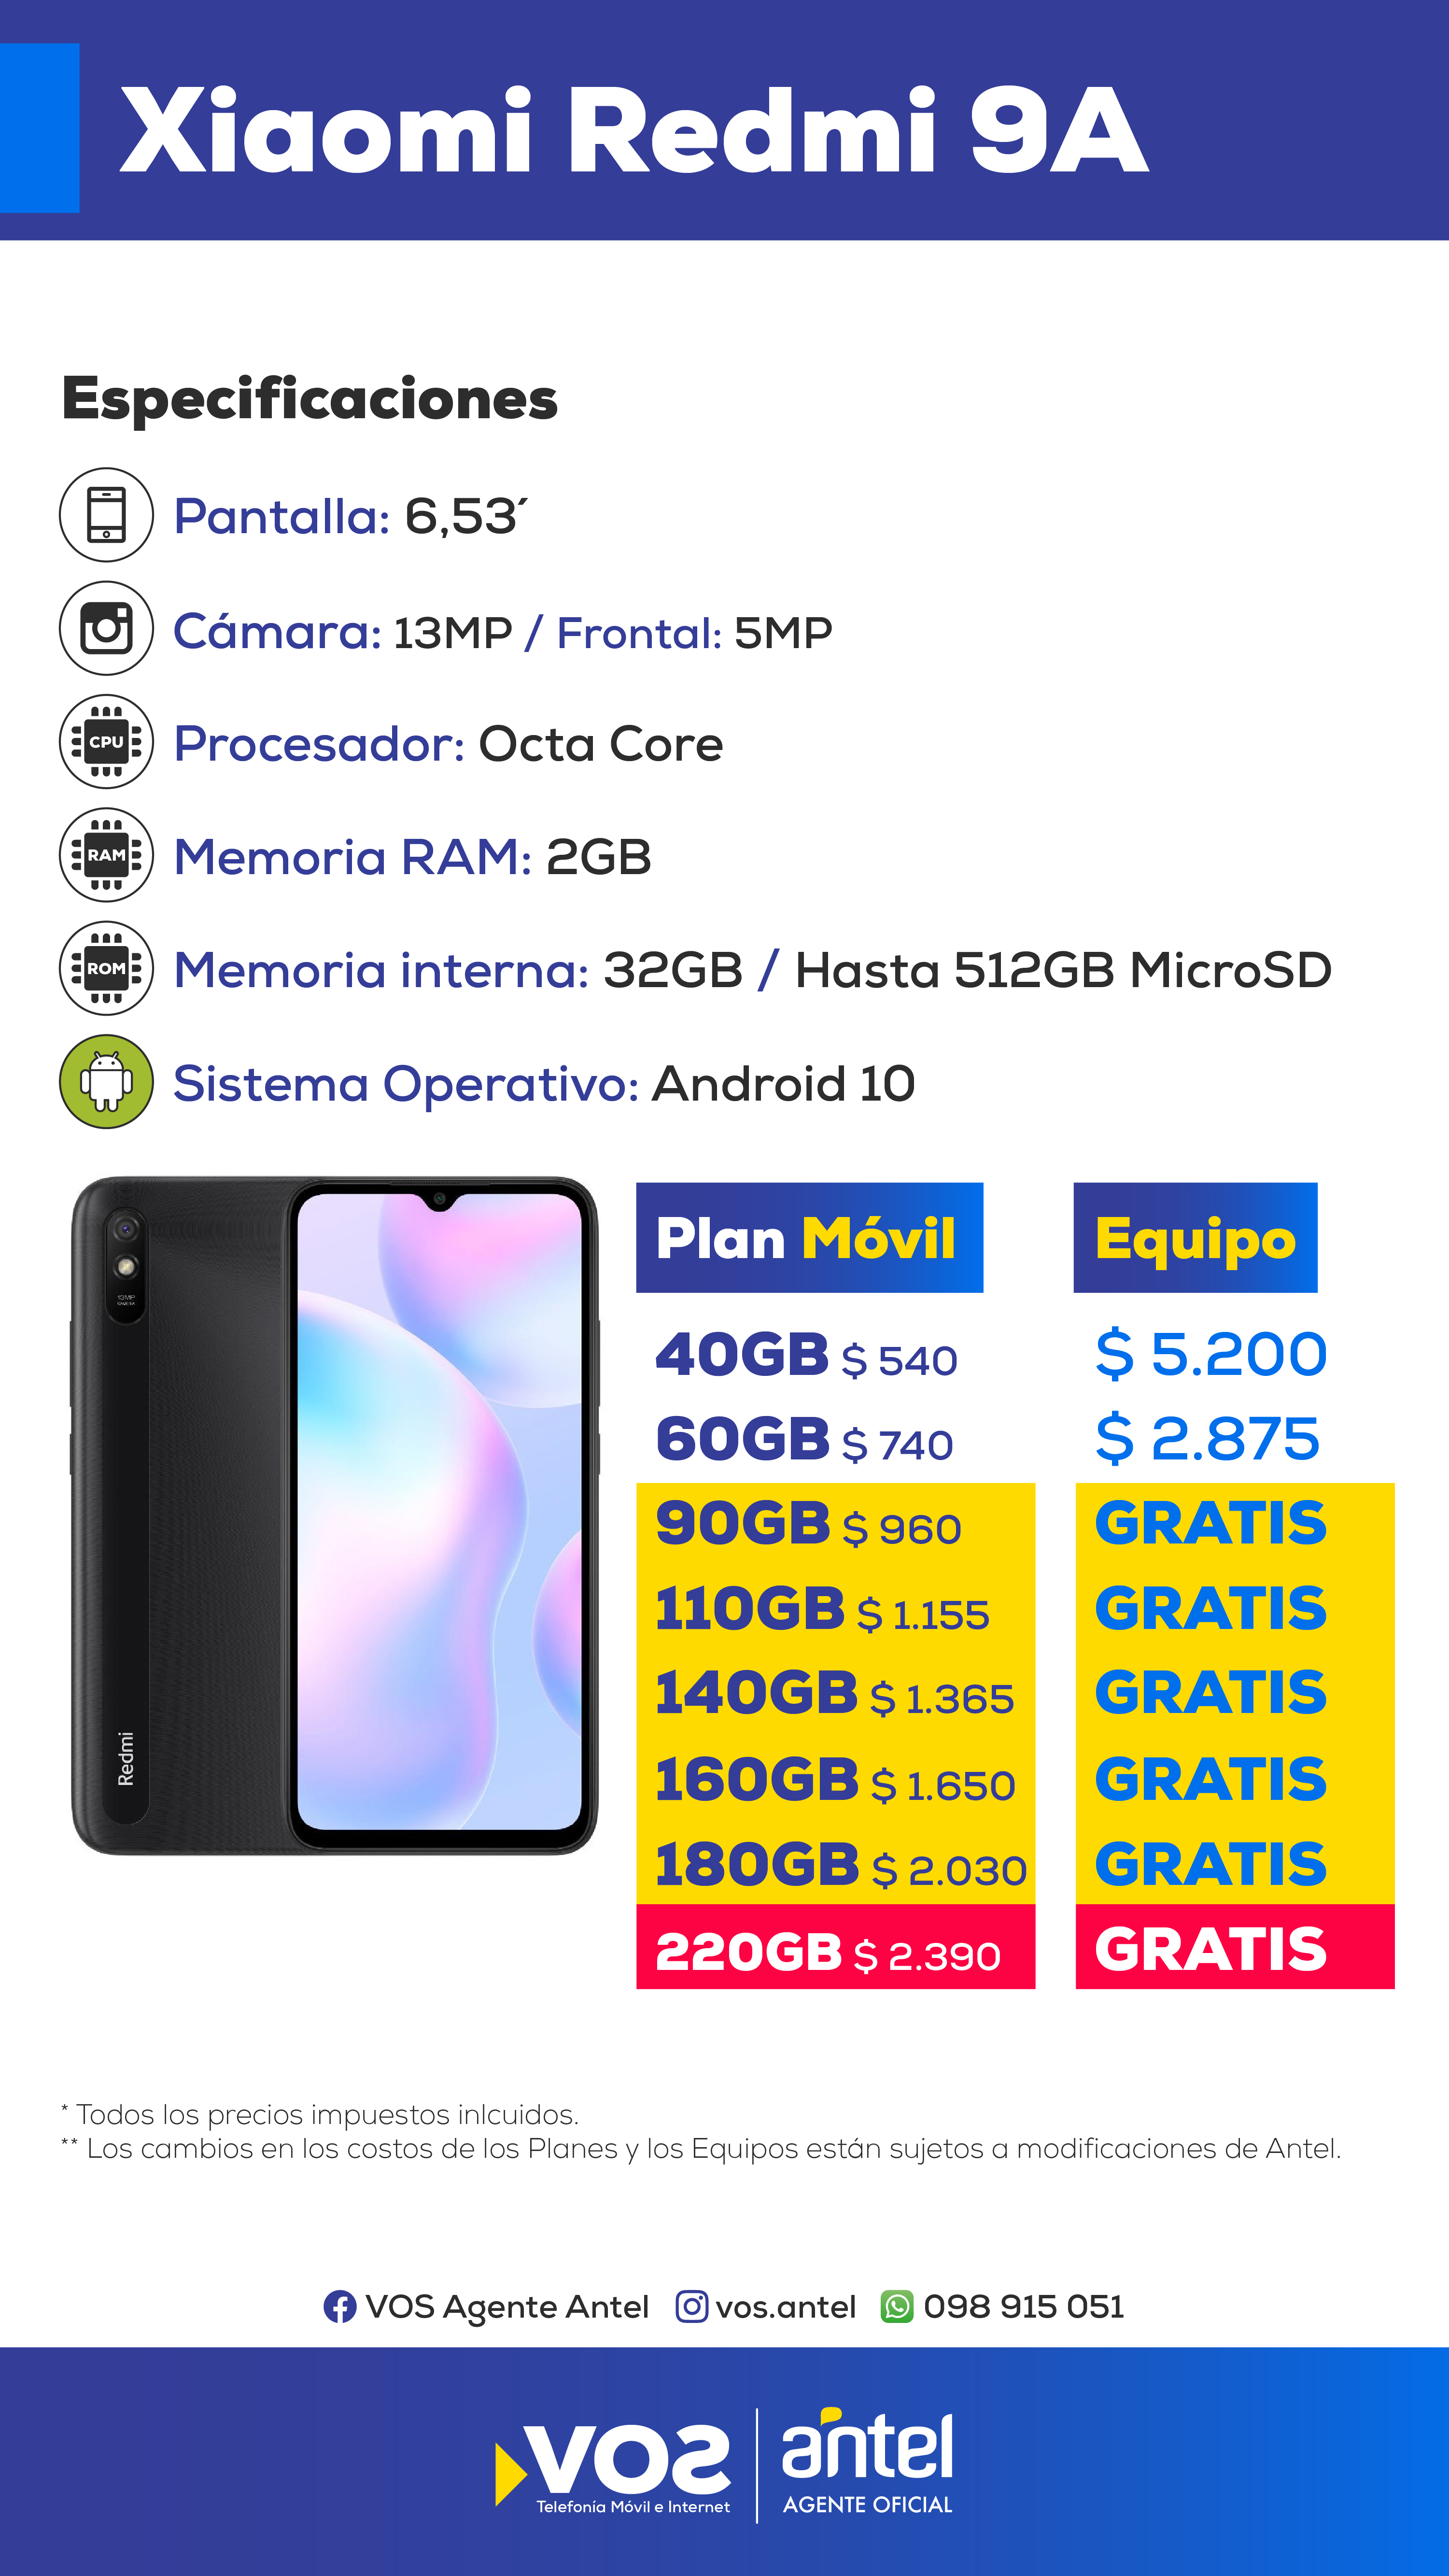 Xiaomi Redmi 9A
Especificaciones
Pantalla: 6,53´
Cámara: 13MP / Frontal: 5MP
CPU
Procesador: Octa Core
RAM
Memoria RAM: 2GB
ROM
Memoria interna: 32GB / Hasta 512GB MicroSD
Sistema Operativo: Android 10
13MP
CAMERA
Redmi
Plan Móvil Equipo
40GB $ 540 $ 5.200
60GB $ 740 $ 2.875
90GB $ 960 GRATIS
110GB $ 1.155 GRATIS
140GB $ 1.365 GRATIS
160GB $ 1.650 GRATIS
180GB $ 2.030 GRATIS
220GB $ 2.390 GRATIS
* Todos los precios impuestos inlcuidos.
** Los cambios en los costos de los Planes y los Equipos están sujetos a modificaciones de Antel.
VOS Agente Antel vos.antel 098 915 051
VOS
Telefonía Móvil e Internet
antel
AGENTE OFICIAL